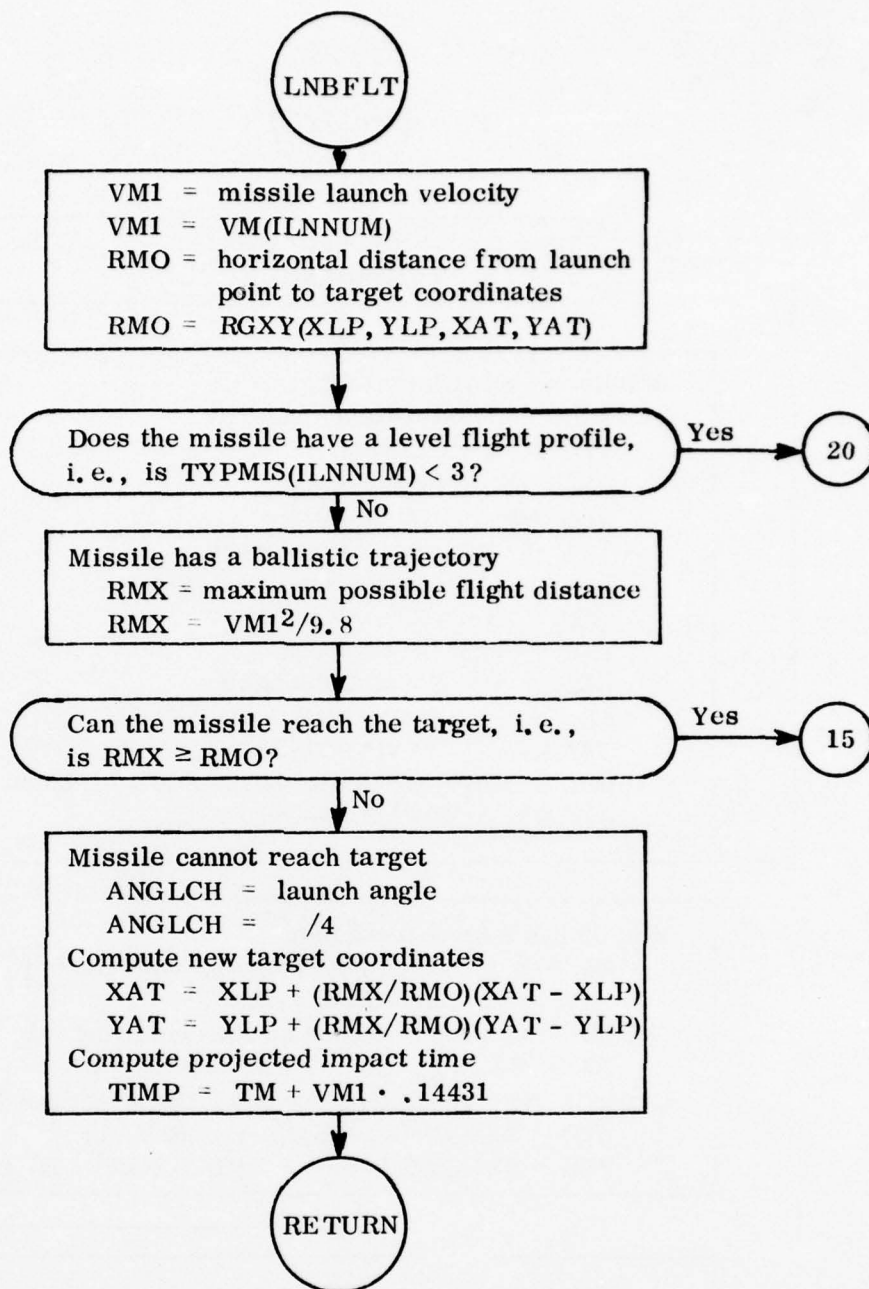 LNBFLT
VM1 = missile launch velocity
VM1 = VM(ILNNUM)
RMO = horizontal distance from launch
point to target coordinates
RMO = RGXY(XLP, YLP, XAT, YAT)
Does the missile have a level flight profile,
i.e., is TYPMIS(ILNNUM) < 3?
Yes
20
No
Missile has a ballistic trajectory
RMX = maximum possible flight distance
RMX = VM1²/9.8
Can the missile reach the target, i.e.,
is RMX ≥ RMO?
Yes
15
No
Missile cannot reach target
ANGLCH = launch angle
ANGLCH = /4
Compute new target coordinates
XAT = XLP + (RMX/RMO)(XAT - XLP)
YAT = YLP + (RMX/RMO)(YAT - YLP)
Compute projected impact time
TIMP = TM + VM1 · .14431
RETURN